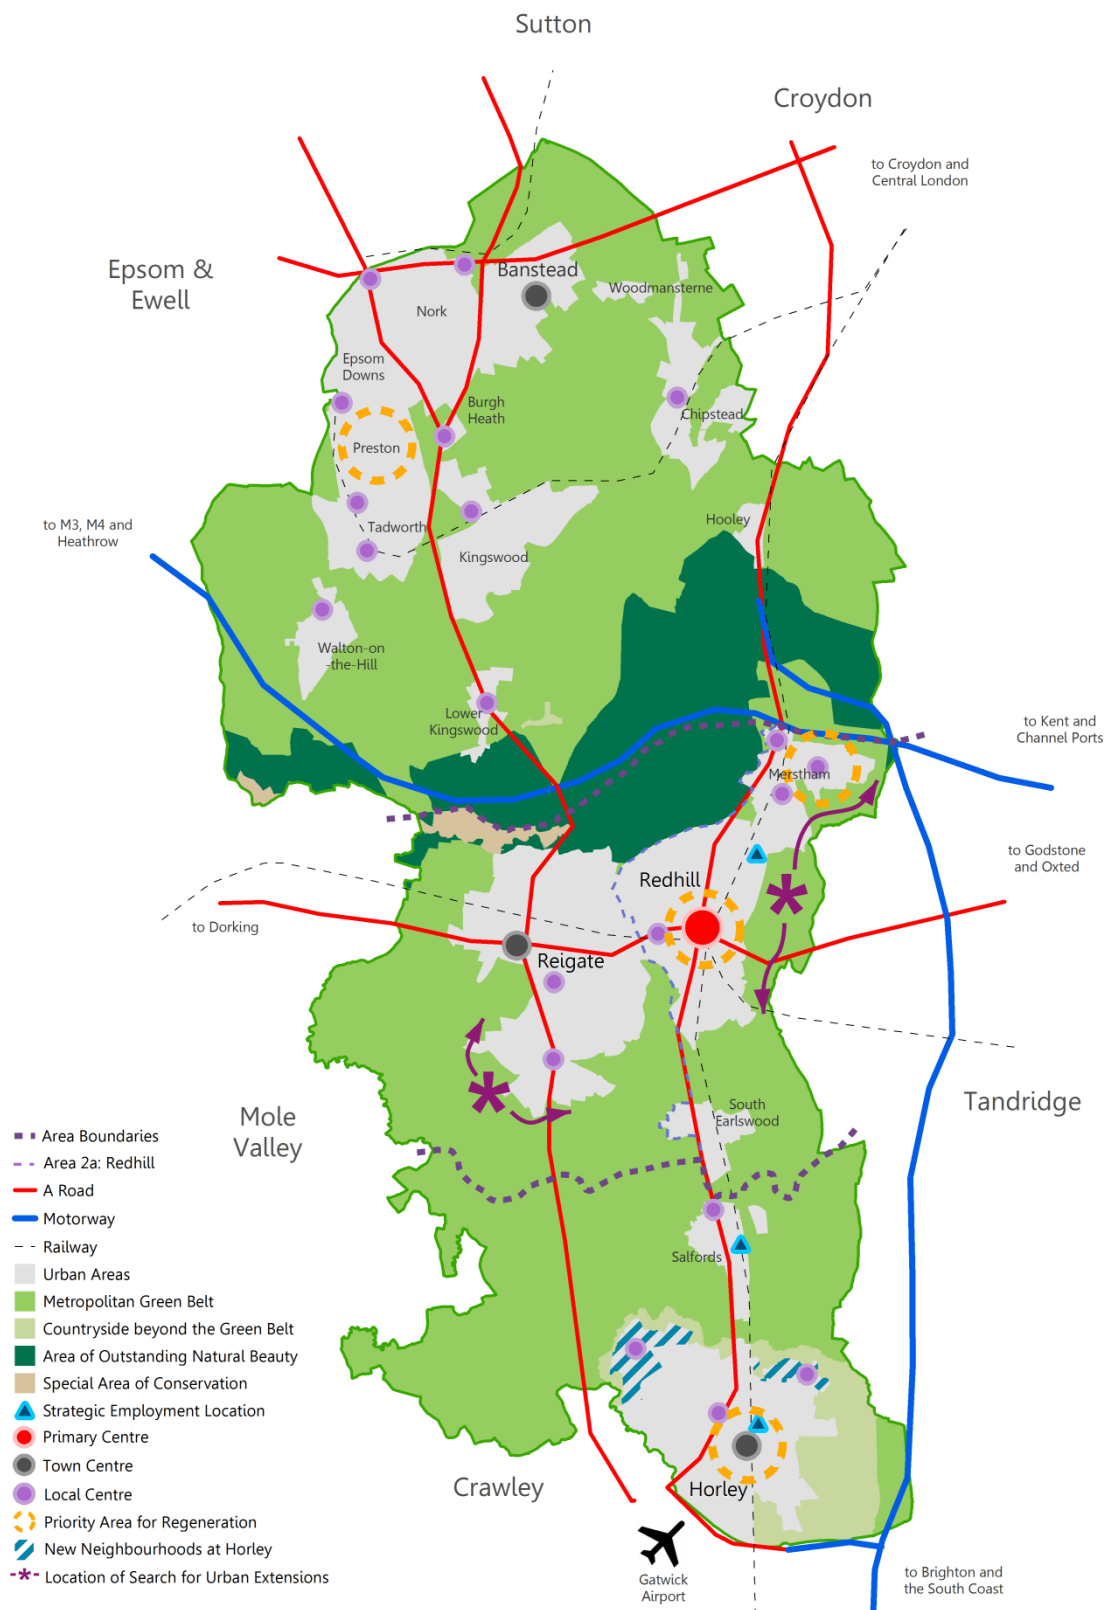 Sutton
Croydon
to Croydon and
Central London
Epsom &
Ewell
Banstead
Woodmansterne
Nork
Epsom
Downs
Burgh
Heath
Chipstead
Preston
to M3, M4 and
Heathrow
Tadworth
Hooley
Kingswood
Walton-on
-the-Hill
Lower
Kingswood
to Kent and
Channel Ports
Merstham
to Godstone
and Oxted
Redhill
to Dorking
Reigate
Mole
Valley
South
Earlswood
Tandridge
Salfords
Area Boundaries
Area 2a: Redhill
A Road
Motorway
Railway
Urban Areas
Metropolitan Green Belt
Countryside beyond the Green Belt
Area of Outstanding Natural Beauty
Special Area of Conservation
Strategic Employment Location
Primary Centre
Town Centre
Local Centre
Priority Area for Regeneration
New Neighbourhoods at Horley
Location of Search for Urban Extensions
Crawley
Horley
Gatwick
Airport
to Brighton and
the South Coast